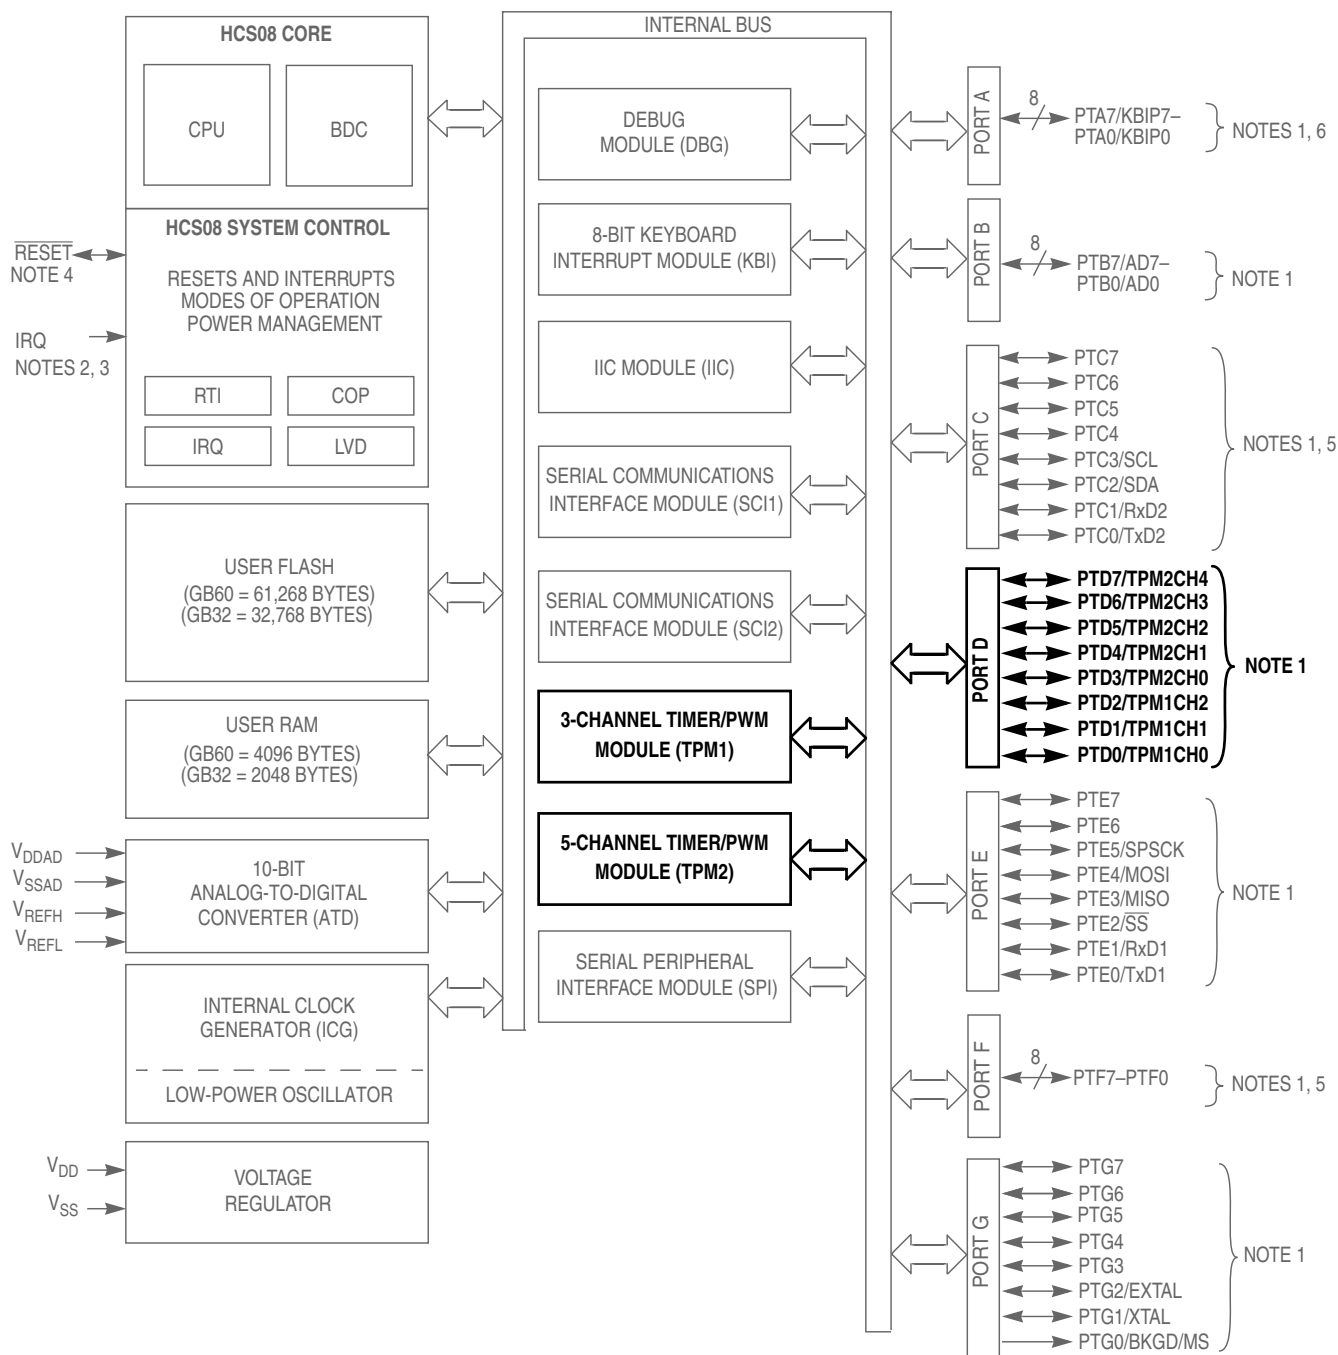 HCS08 CORE
CPU
BDC
HCS08 SYSTEM CONTROL
RESETS AND INTERRUPTS
MODES OF OPERATION
POWER MANAGEMENT
RTI
COP
IRQ
LVD
RESET
NOTE 4
IRQ
NOTES 2, 3
USER FLASH
(GB60 = 61,268 BYTES)
(GB32 = 32,768 BYTES)
USER RAM
(GB60 = 4096 BYTES)
(GB32 = 2048 BYTES)
VDDAD
VSSAD
VREFH
VREFL
10-BIT
ANALOG-TO-DIGITAL
CONVERTER (ATD)
INTERNAL CLOCK
GENERATOR (ICG)
LOW-POWER OSCILLATOR
VDD
VSS
VOLTAGE
REGULATOR
INTERNAL BUS
DEBUG
MODULE (DBG)
8-BIT KEYBOARD
INTERRUPT MODULE (KBI)
IIC MODULE (IIC)
SERIAL COMMUNICATIONS
INTERFACE MODULE (SCI1)
SERIAL COMMUNICATIONS
INTERFACE MODULE (SCI2)
3-CHANNEL TIMER/PWM
MODULE (TPM1)
5-CHANNEL TIMER/PWM
MODULE (TPM2)
SERIAL PERIPHERAL
INTERFACE MODULE (SPI)
PORT A
8
PTA7/KBIP7–
PTA0/KBIP0
NOTES 1, 6
PORT B
8
PTB7/AD7–
PTB0/AD0
NOTE 1
PORT C
PTC7
PTC6
PTC5
PTC4
PTC3/SCL
PTC2/SDA
PTC1/RxD2
PTC0/TxD2
NOTES 1, 5
PORT D
PTD7/TPM2CH4
PTD6/TPM2CH3
PTD5/TPM2CH2
PTD4/TPM2CH1
PTD3/TPM2CH0
PTD2/TPM1CH2
PTD1/TPM1CH1
PTD0/TPM1CH0
NOTE 1
PORT E
PTE7
PTE6
PTE5/SPSCK
PTE4/MOSI
PTE3/MISO
PTE2/SS
PTE1/RxD1
PTE0/TxD1
NOTE 1
PORT F
8
PTF7–PTF0
NOTES 1, 5
PORT G
PTG7
PTG6
PTG5
PTG4
PTG3
PTG2/EXTAL
PTG1/XTAL
PTG0/BKGD/MS
NOTE 1